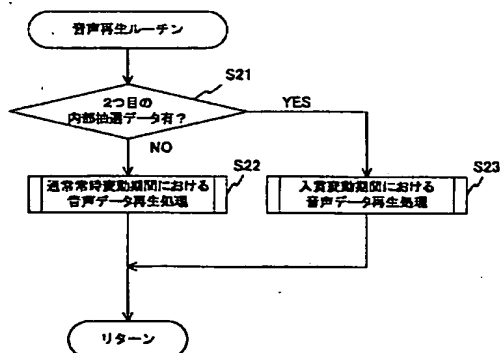 音声再生ルーチン
S21
2つ目の
内部抽選データ有?
YES
NO
S22
通常常時変動期間における
音声データ再生処理
S23
入賞変動期間における
音声データ再生処理
リターン